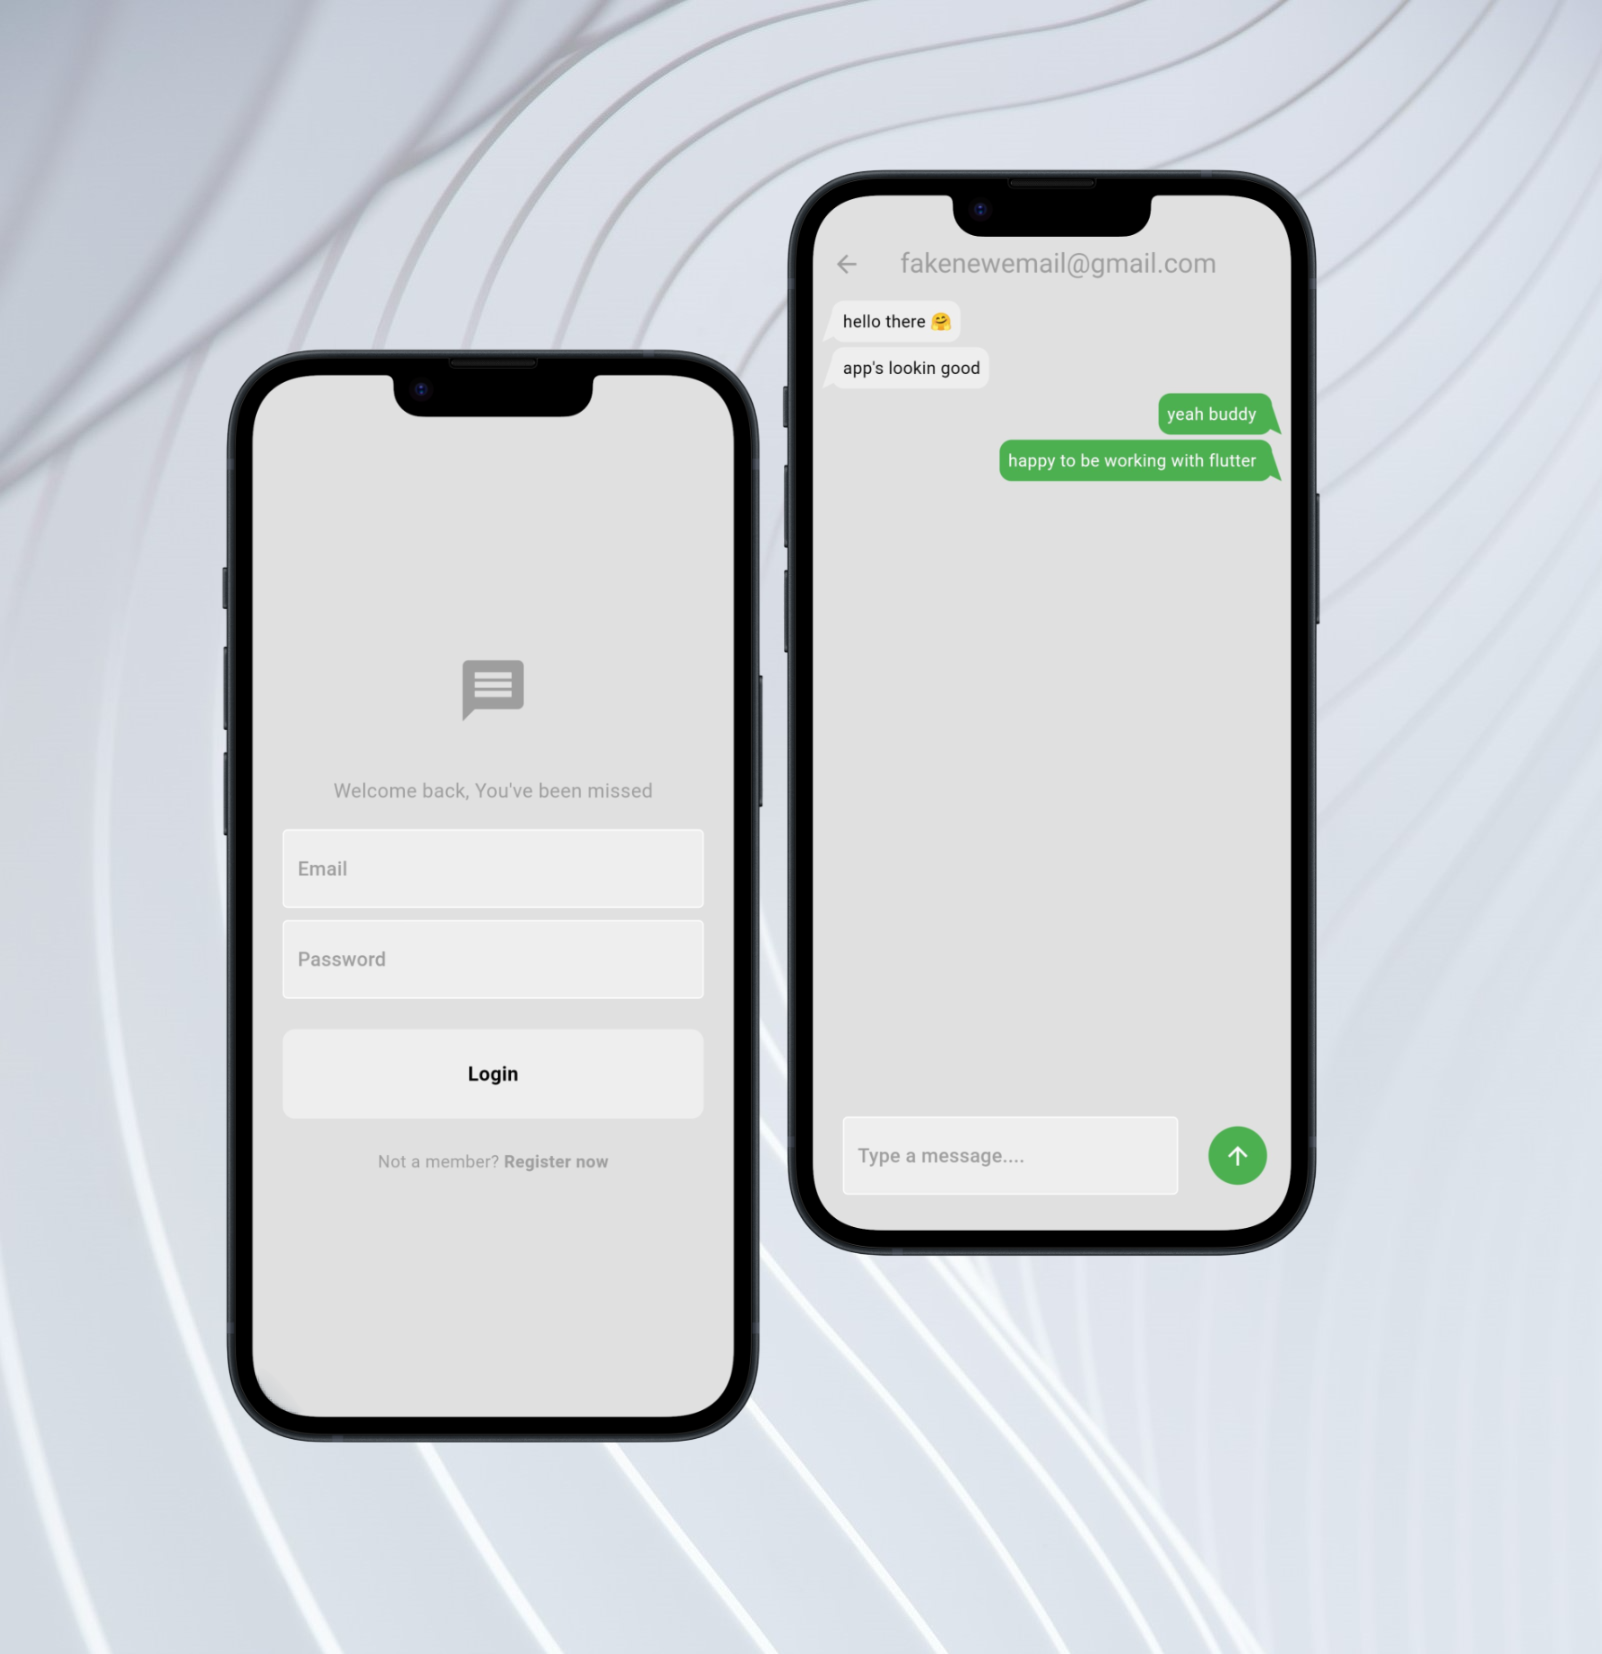 Welcome back, You've been missed
Email
Password
Login
Not a member? Register now
fakenewemail@gmail.com
hello there 🤗
app's lookin good
yeah buddy
happy to be working with flutter
Type a message....